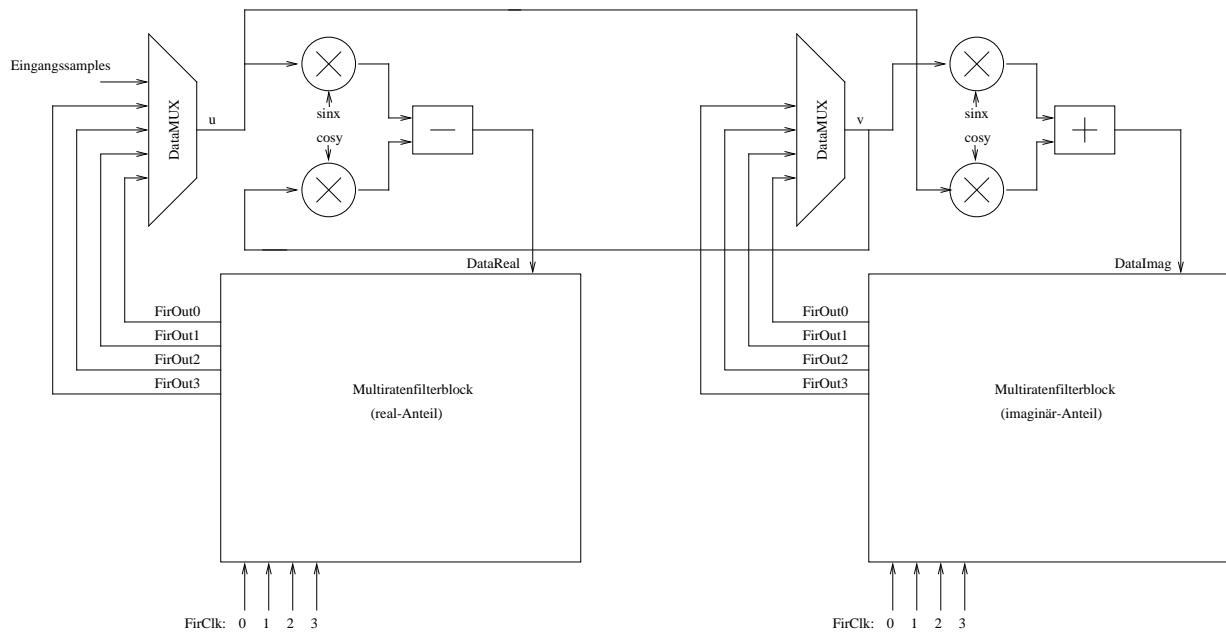 Eingangssamples
DataMUX
u
sinx
cosy
DataMUX
v
sinx
cosy
DataReal
DataImag
FirOut0
FirOut1
FirOut2
FirOut3
Multiratenfilterblock
(real-Anteil)
FirOut0
FirOut1
FirOut2
FirOut3
Multiratenfilterblock
(imaginär-Anteil)
FirClk: 0 1 2 3
FirClk: 0 1 2 3